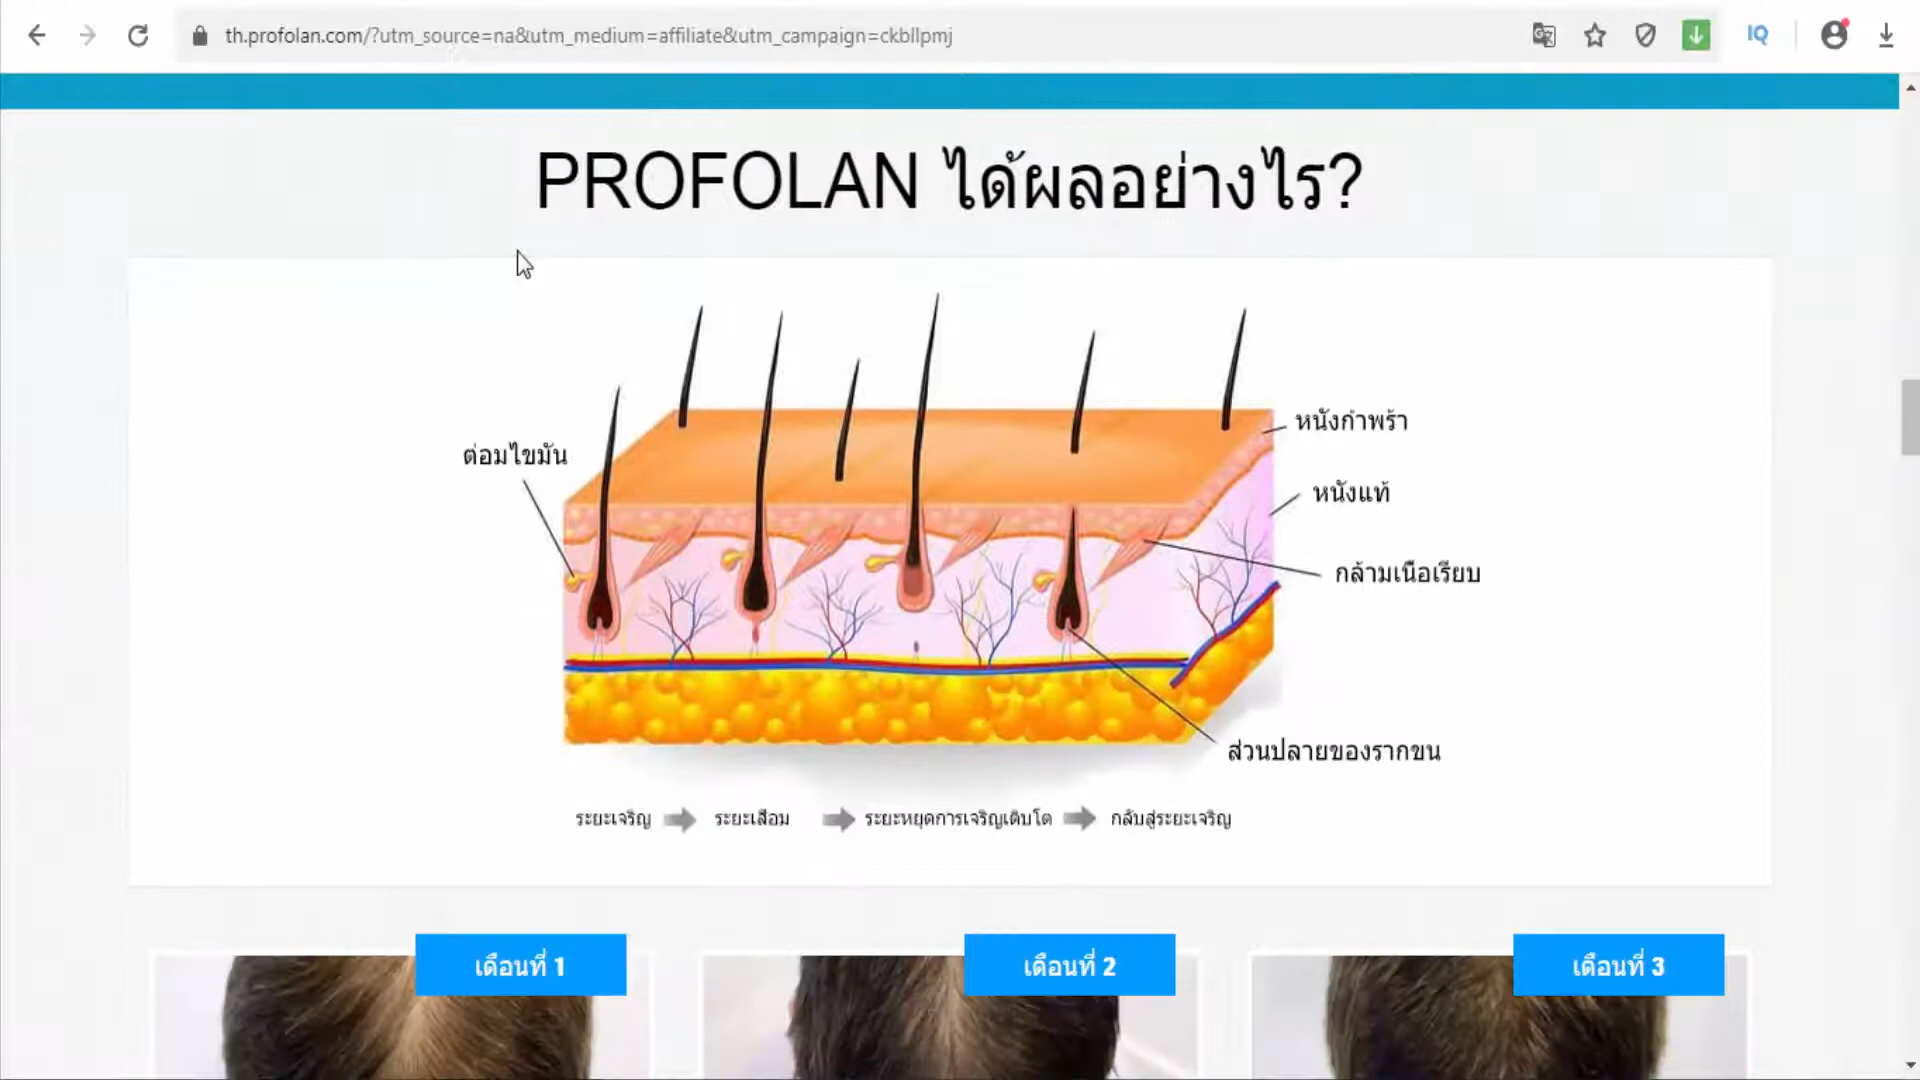 th.profolan.com/?utm_source=na&utm_medium=affiliate&utm_campaign=ckbllpmj
IQ
PROFOLAN ได้ผลอย่างไร?
หนังกำพร้า
ต่อมไขมัน
หนังแท้
กล้ามเนื้อเรียบ
ส่วนปลายของรากขน
ระยะเจริญ ระยะเสื่อม ระยะหยุดการเจริญเติบโต กลับสู่ระยะเจริญ
เดือนที่ 1 เดือนที่ 2 เดือนที่ 3